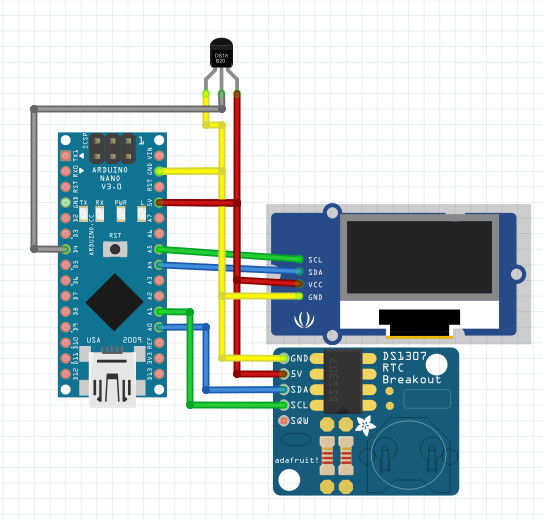 DS18
B20
ICSP
1
TX1
RX0
RST
GND
D2
D3
D4
D5
D6
D7
D8
D9
D10
D11
D12
ARDUINO
NANO
V3.0
TX
RX
PWR
L
RST
ARDUINO.CC
USA
2009
VIN
GND
RST
5V
A7
A6
A5
A4
A3
A2
A1
A0
REF
3V3
D13
SCL
SDA
VCC
GND
GND
5V
SDA
SCL
SQW
DS1307
RTC
Breakout
DS1307
adafruit!